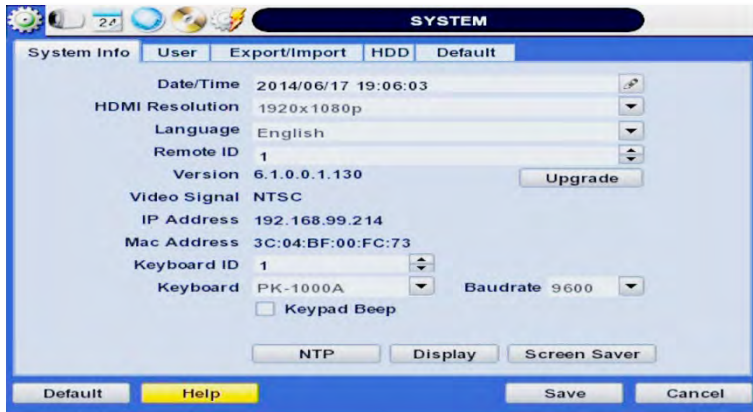 24 SYSTEM
System Info User Export/Import HDD Default
Date/Time 2014/06/17 19:06:03
HDMI Resolution 1920x1080p
Language English
Remote ID 1
Version 6.1.0.0.1.130 Upgrade
Video Signal NTSC
IP Address 192.168.99.214
Mac Address 3C:04:BF:00:FC:73
Keyboard ID 1
Keyboard PK-1000A Baudrate 9600
Keypad Beep
NTP Display Screen Saver
Default Help Save Cancel